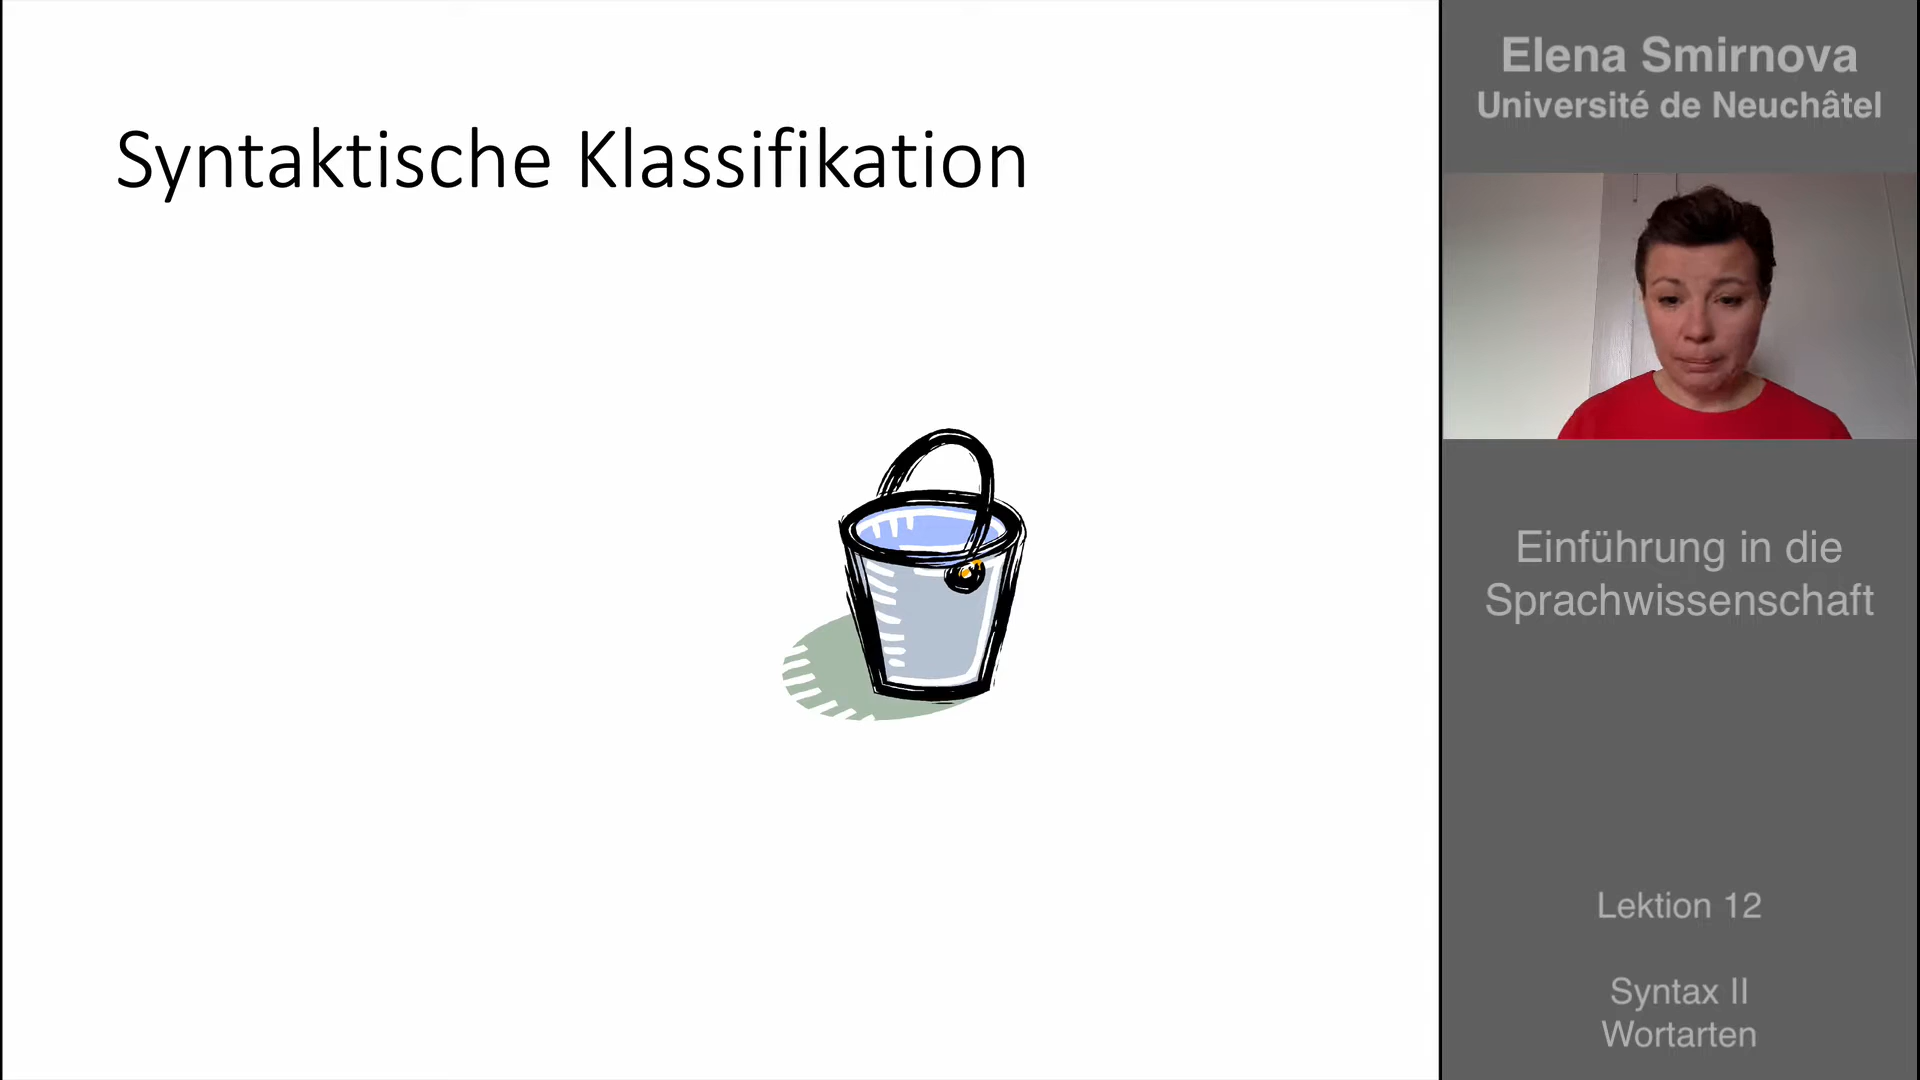 Syntaktische Klassifikation
Elena Smirnova
Université de Neuchâtel
Einführung in die
Sprachwissenschaft
Lektion 12
Syntax II
Wortarten